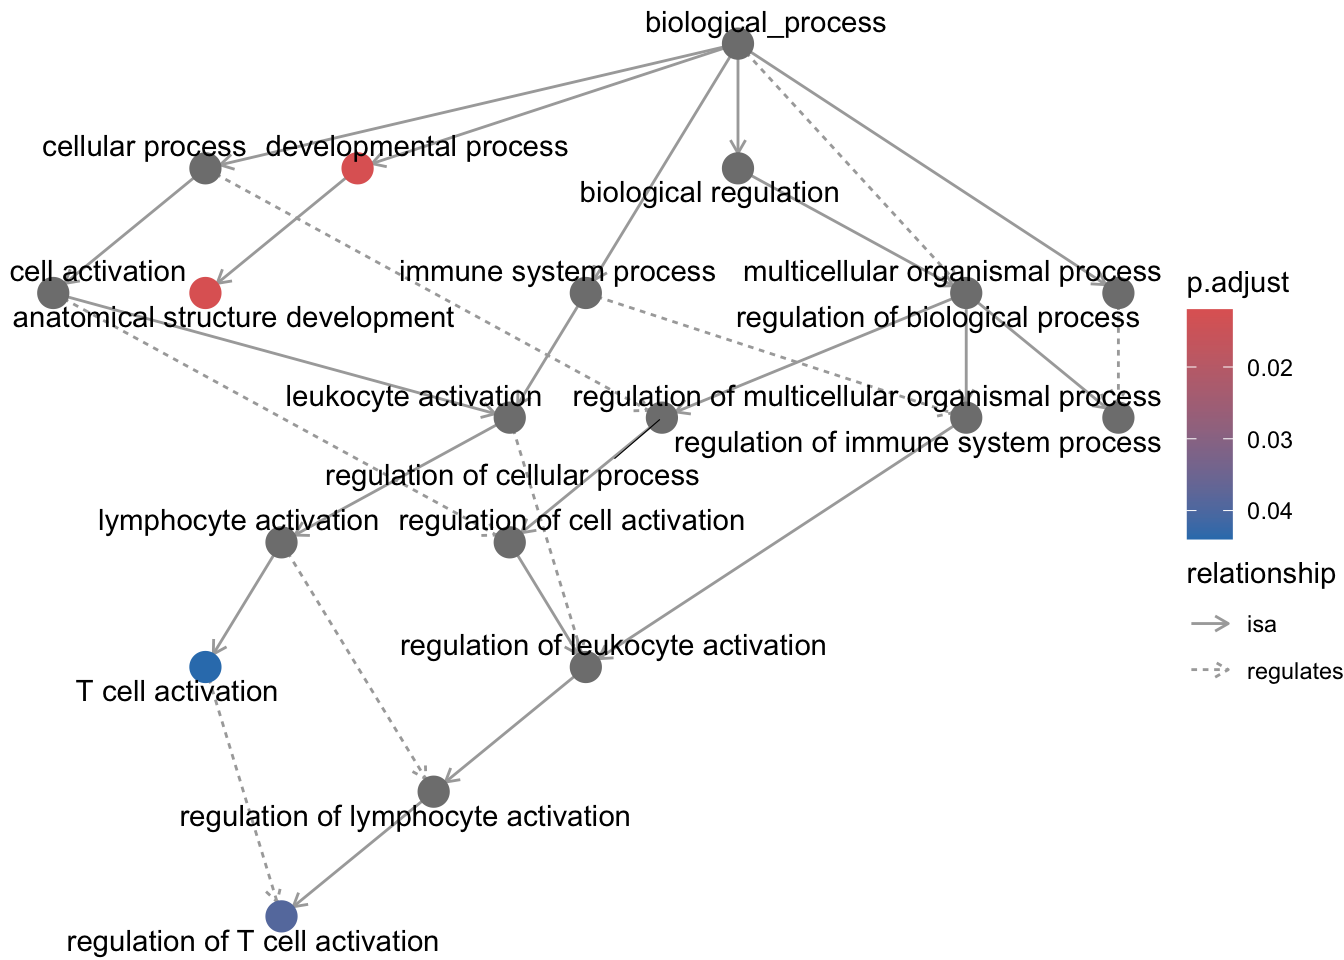 biological_process
cellular process
developmental process
biological regulation
cell activation
immune system process
multicellular organismal process
anatomical structure development
regulation of biological process
leukocyte activation
regulation of multicellular organismal process
regulation of immune system process
regulation of cellular process
lymphocyte activation
regulation of cell activation
regulation of leukocyte activation
T cell activation
regulation of lymphocyte activation
regulation of T cell activation
p.adjust
0.02
0.03
0.04
relationship
isa
regulates